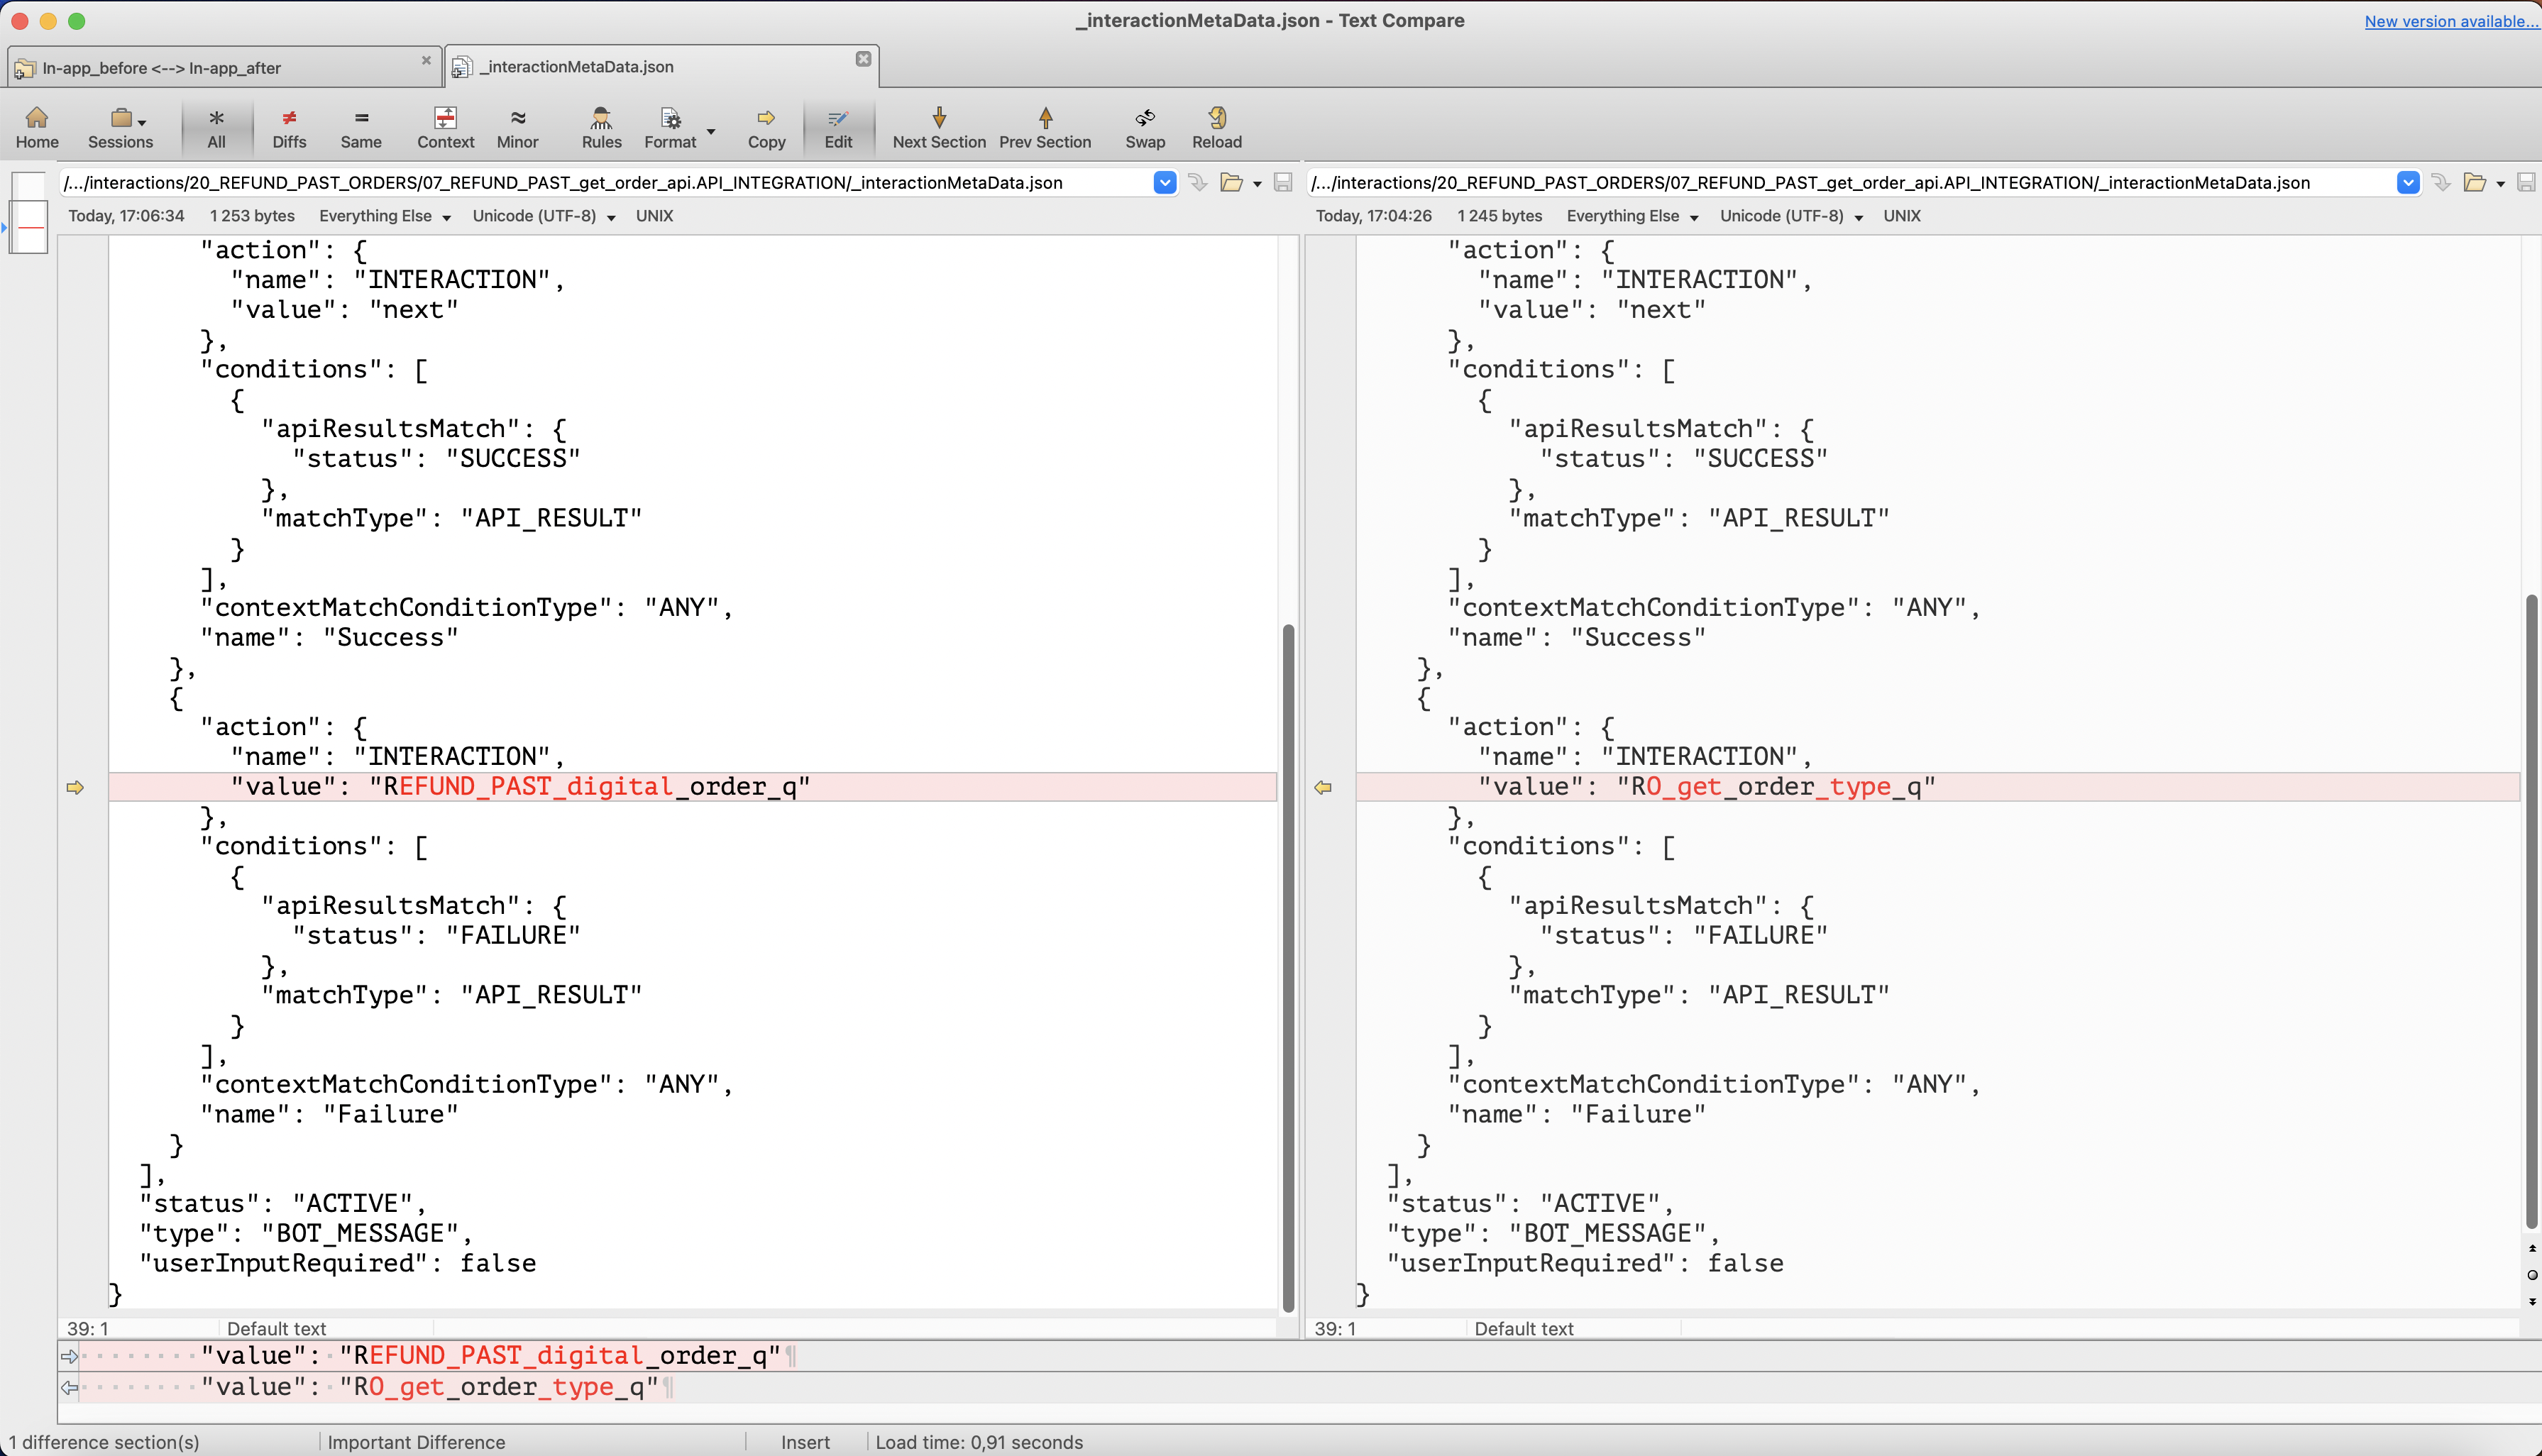 _interactionMetaData.json - Text Compare
New version available...
In-app_before <--> In-app_after
_interactionMetaData.json
Home Sessions All Diffs Same Context Minor Rules Format Copy Edit Next Section Prev Section Swap Reload
/.../interactions/20_REFUND_PAST_ORDERS/07_REFUND_PAST_get_order_api.API_INTEGRATION/_interactionMetaData.json
Today, 17:06:34 1 253 bytes Everything Else Unicode (UTF-8) UNIX
"action": {
"name": "INTERACTION",
"value": "next"
},
"conditions": [
{
"apiResultsMatch": {
"status": "SUCCESS"
},
"matchType": "API_RESULT"
}
],
"contextMatchConditionType": "ANY",
"name": "Success"
},
{
"action": {
"name": "INTERACTION",
"value": "REFUND_PAST_digital_order_q"
},
"conditions": [
{
"apiResultsMatch": {
"status": "FAILURE"
},
"matchType": "API_RESULT"
}
],
"contextMatchConditionType": "ANY",
"name": "Failure"
}
],
"status": "ACTIVE",
"type": "BOT_MESSAGE",
"userInputRequired": false
}
39: 1 Default text
/.../interactions/20_REFUND_PAST_ORDERS/07_REFUND_PAST_get_order_api.API_INTEGRATION/_interactionMetaData.json
Today, 17:04:26 1 245 bytes Everything Else Unicode (UTF-8) UNIX
"action": {
"name": "INTERACTION",
"value": "next"
},
"conditions": [
{
"apiResultsMatch": {
"status": "SUCCESS"
},
"matchType": "API_RESULT"
}
],
"contextMatchConditionType": "ANY",
"name": "Success"
},
{
"action": {
"name": "INTERACTION",
"value": "RO_get_order_type_q"
},
"conditions": [
{
"apiResultsMatch": {
"status": "FAILURE"
},
"matchType": "API_RESULT"
}
],
"contextMatchConditionType": "ANY",
"name": "Failure"
}
],
"status": "ACTIVE",
"type": "BOT_MESSAGE",
"userInputRequired": false
}
39: 1 Default text
"value": "REFUND_PAST_digital_order_q"¶
"value": "RO_get_order_type_q"¶
1 difference section(s) Important Difference Insert Load time: 0,91 seconds